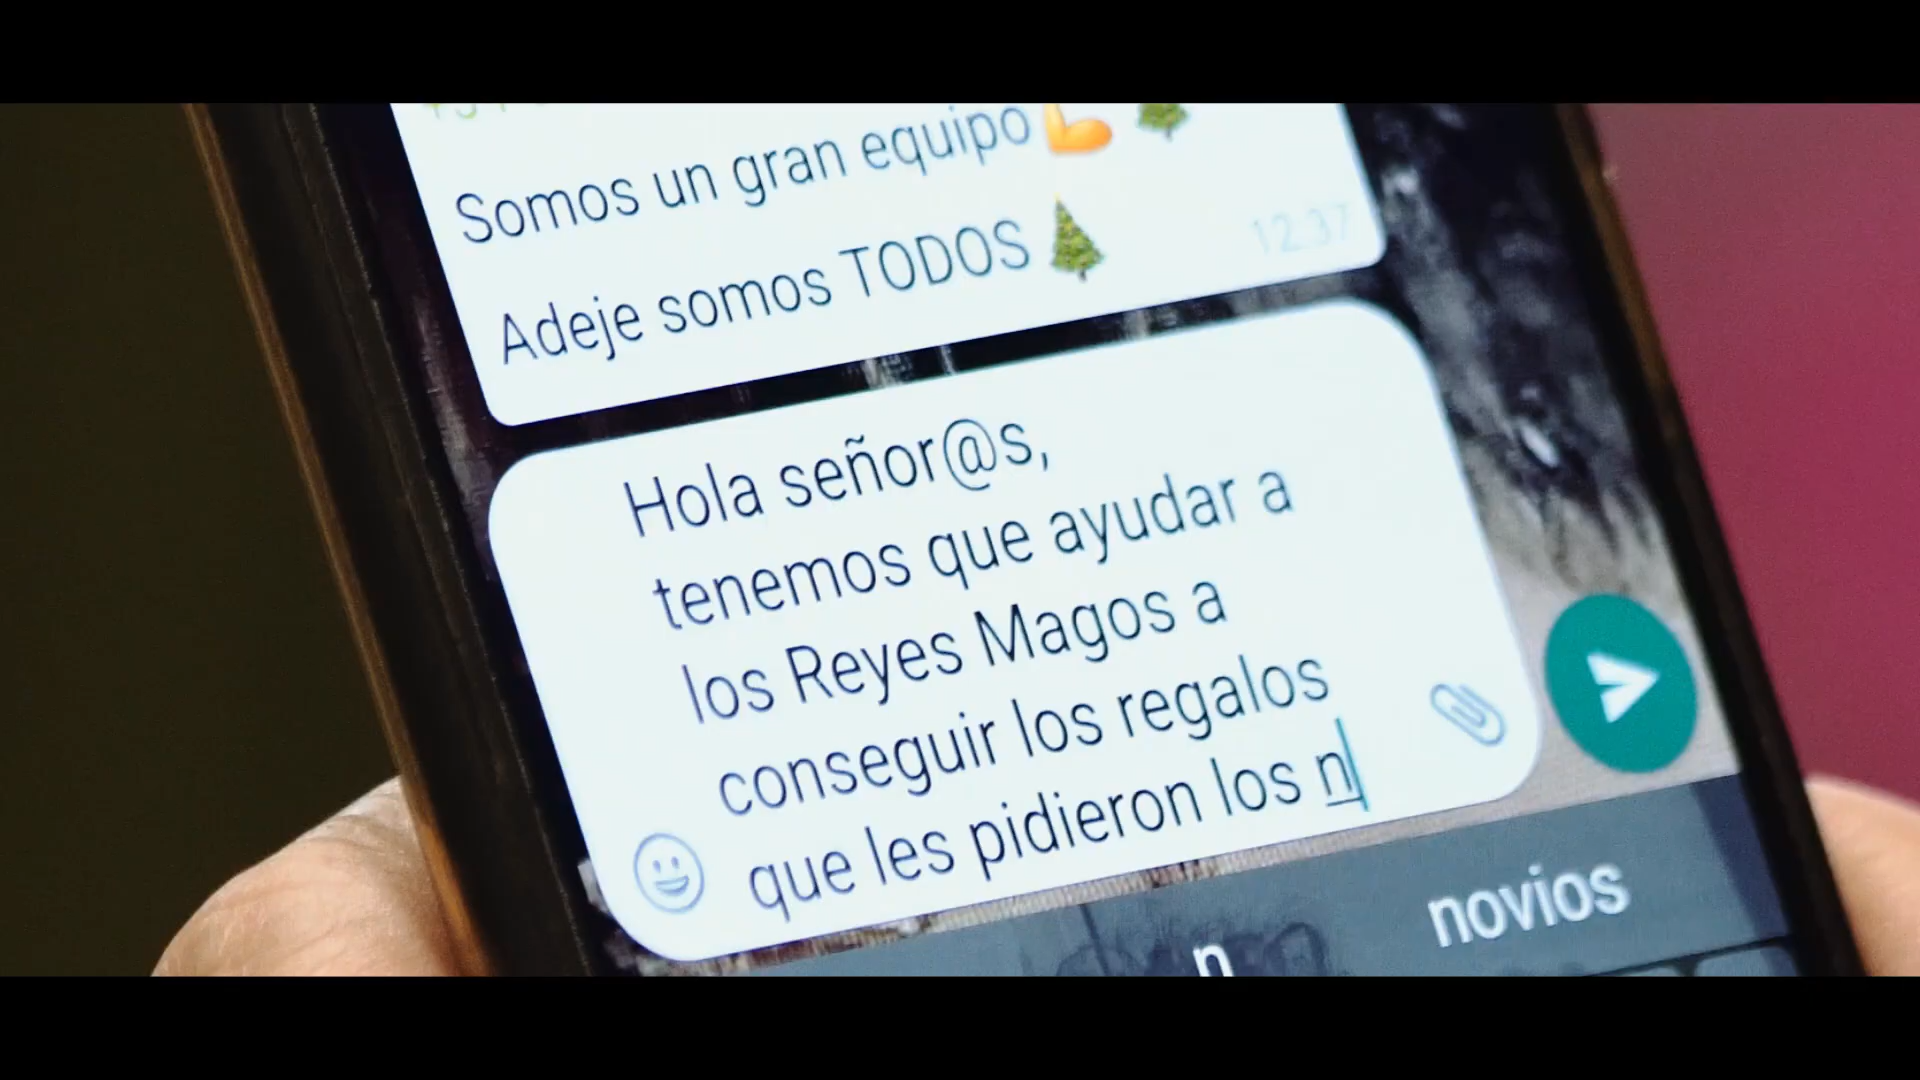 Somos un gran equipo💪🎄
Adeje somos TODOS🎄
12:37
Hola señor@s,
tenemos que ayudar a
los Reyes Magos a
conseguir los regalos
que les pidieron los n
n
novios